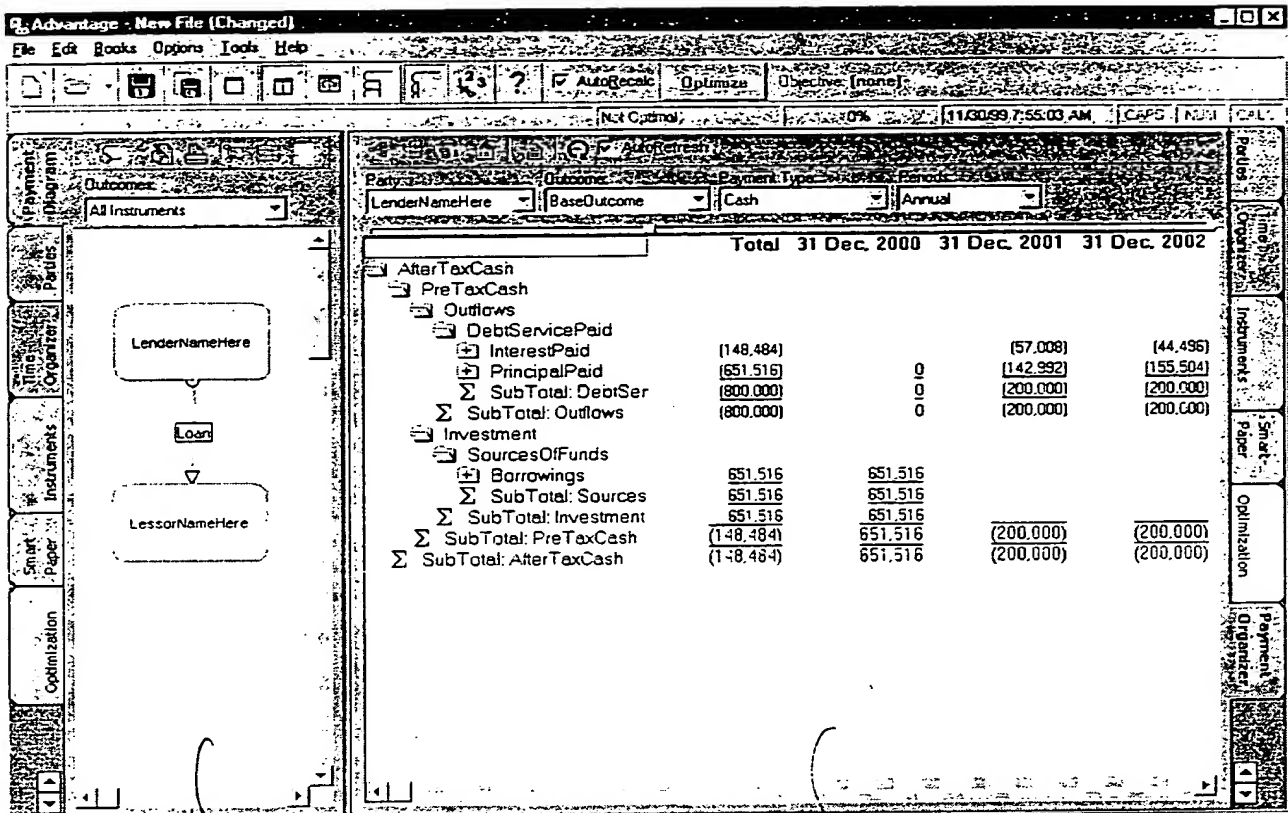 Advantage - New File (Changed)
File Edit Books Options Tools Help
AutoRecalc Optimize Objective: [none]
Not Optimal 0% 11/30/99 7:55:03 AM CAPS NUM
Payment Diagram
Parties
Time Organizer
Instruments
Smart Paper
Optimization
Outcomes:
All Instruments
LenderNameHere
Loan
LessorNameHere
AutoRefresh
Party: Outcome: Payment Type: Periods:
LenderNameHere BaseOutcome Cash Annual
Total 31 Dec, 2000 31 Dec, 2001 31 Dec, 2002
AfterTaxCash
PreTaxCash
Outflows
DebtServicePaid
InterestPaid (148,484) (57,008) (44,496)
PrincipalPaid (651,516) 0 (142,992) (155,504)
Σ SubTotal: DebtSer (800,000) 0 (200,000) (200,000)
Σ SubTotal: Outflows (800,000) 0 (200,000) (200,000)
Investment
SourcesOfFunds
Borrowings 651,516 651,516
Σ SubTotal: Sources 651,516 651,516
Σ SubTotal: Investment 651,516 651,516
Σ SubTotal: PreTaxCash (148,484) 651,516 (200,000) (200,000)
Σ SubTotal: AfterTaxCash (148,484) 651,516 (200,000) (200,000)
Parties
Time Organizer
Instruments
Smart-Paper
Optimization
Payment Organizer